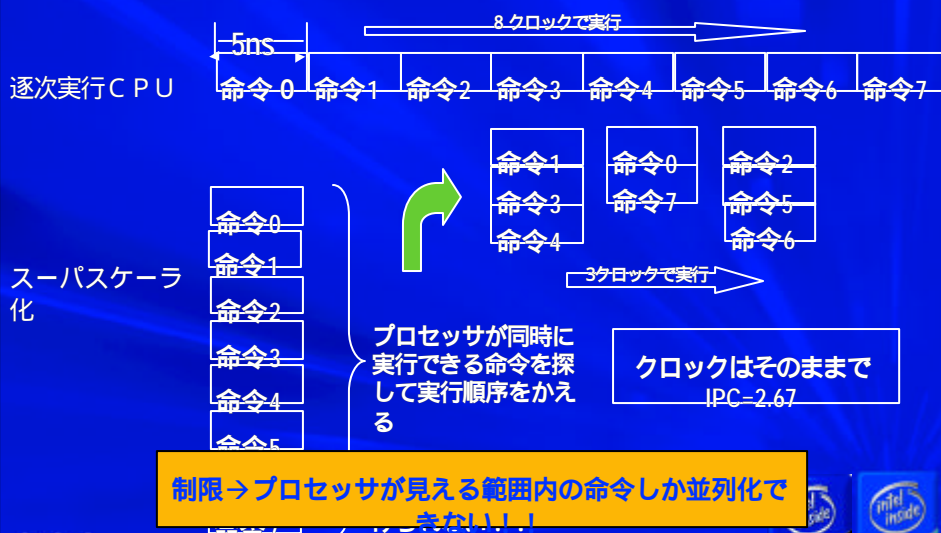 8 クロックで実行
5ns
逐次実行ＣＰＵ
命令0 命令1 命令2 命令3 命令4 命令5 命令6 命令7
命令1 命令0 命令2
命令3 命令7 命令5
命令4 命令6
3クロックで実行
スーパスケーラ
化
命令0
命令1
命令2
命令3
命令4
命令5
プロセッサが同時に
実行できる命令を探
して実行順序をかえ
る
クロックはそのままで
IPC=2.67
制限→プロセッサが見える範囲内の命令しか並列化で
きない！！
intel
inside